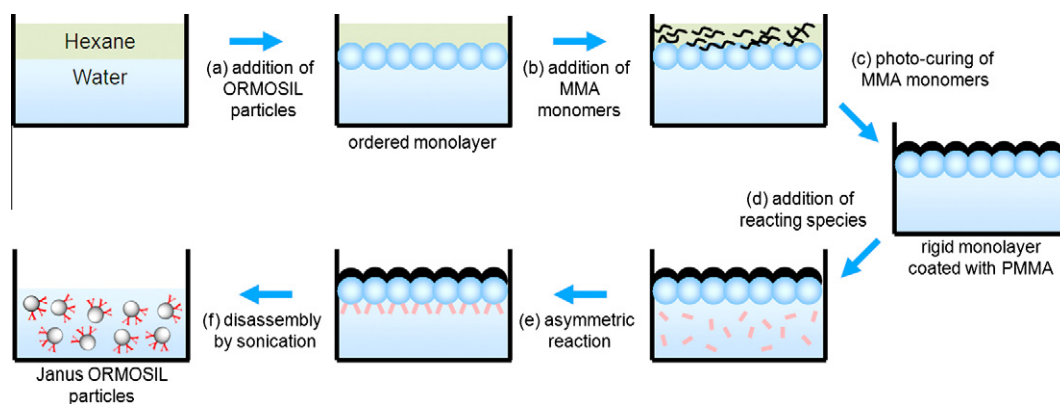 Hexane
Water
(a) addition of
ORMOSIL
particles
ordered monolayer
(b) addition of
MMA
monomers
(c) photo-curing of
MMA monomers
rigid monolayer
coated with PMMA
(d) addition of
reacting species
(e) asymmetric
reaction
(f) disassembly
by sonication
Janus ORMOSIL
particles